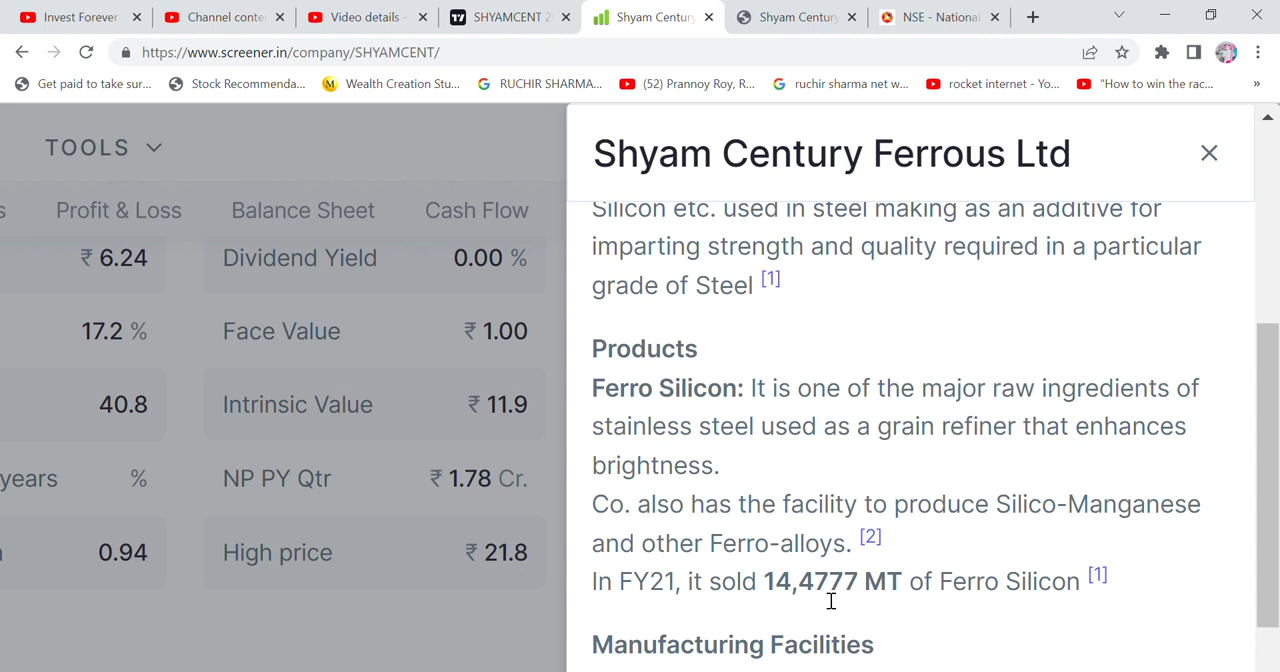 Invest Forever
Channel conte
Video details -
SHYAMCENT 2
Shyam Century
Shyam Century
NSE - National
https://www.screener.in/company/SHYAMCENT/
Get paid to take sur...
Stock Recommenda...
Wealth Creation Stu...
RUCHIR SHARMA...
(52) Prannoy Roy, R...
ruchir sharma net w...
rocket internet - Yo...
"How to win the rac...
»
TOOLS
s Profit & Loss Balance Sheet Cash Flow
₹ 6.24 Dividend Yield 0.00 %
17.2 % Face Value ₹ 1.00
40.8 Intrinsic Value ₹ 11.9
years % NP PY Qtr ₹ 1.78 Cr.
0.94 High price ₹ 21.8
Shyam Century Ferrous Ltd
Silicon etc. used in steel making as an additive for
imparting strength and quality required in a particular
grade of Steel [1]
Products
Ferro Silicon: It is one of the major raw ingredients of
stainless steel used as a grain refiner that enhances
brightness.
Co. also has the facility to produce Silico-Manganese
and other Ferro-alloys. [2]
In FY21, it sold 14,4777 MT of Ferro Silicon [1]
Manufacturing Facilities